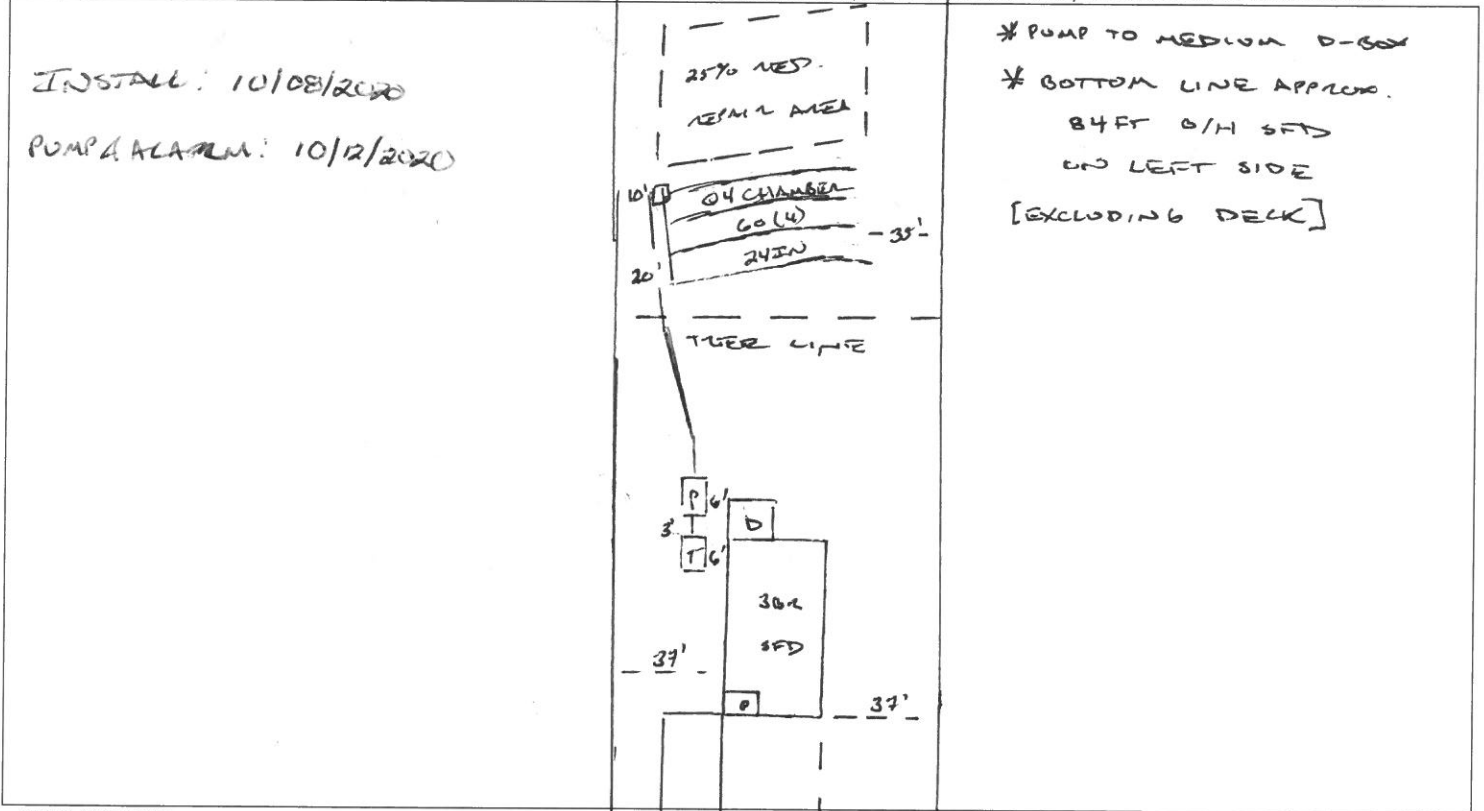 INSTALL: 10/08/2020
PUMP & ALARM: 10/12/2020
25% RED.
REPAIR AREA
10'
Q4 CHAMBER
60(4)
24IN
- 35' -
20'
TREE LINE
P 6'
3'
T 6'
D
3BR
SFD
37'
P
37'
* PUMP TO MEDIUM D-BOX
* BOTTOM LINE APPROX.
84FT B/H SFD
ON LEFT SIDE
[EXCLUDING DECK]